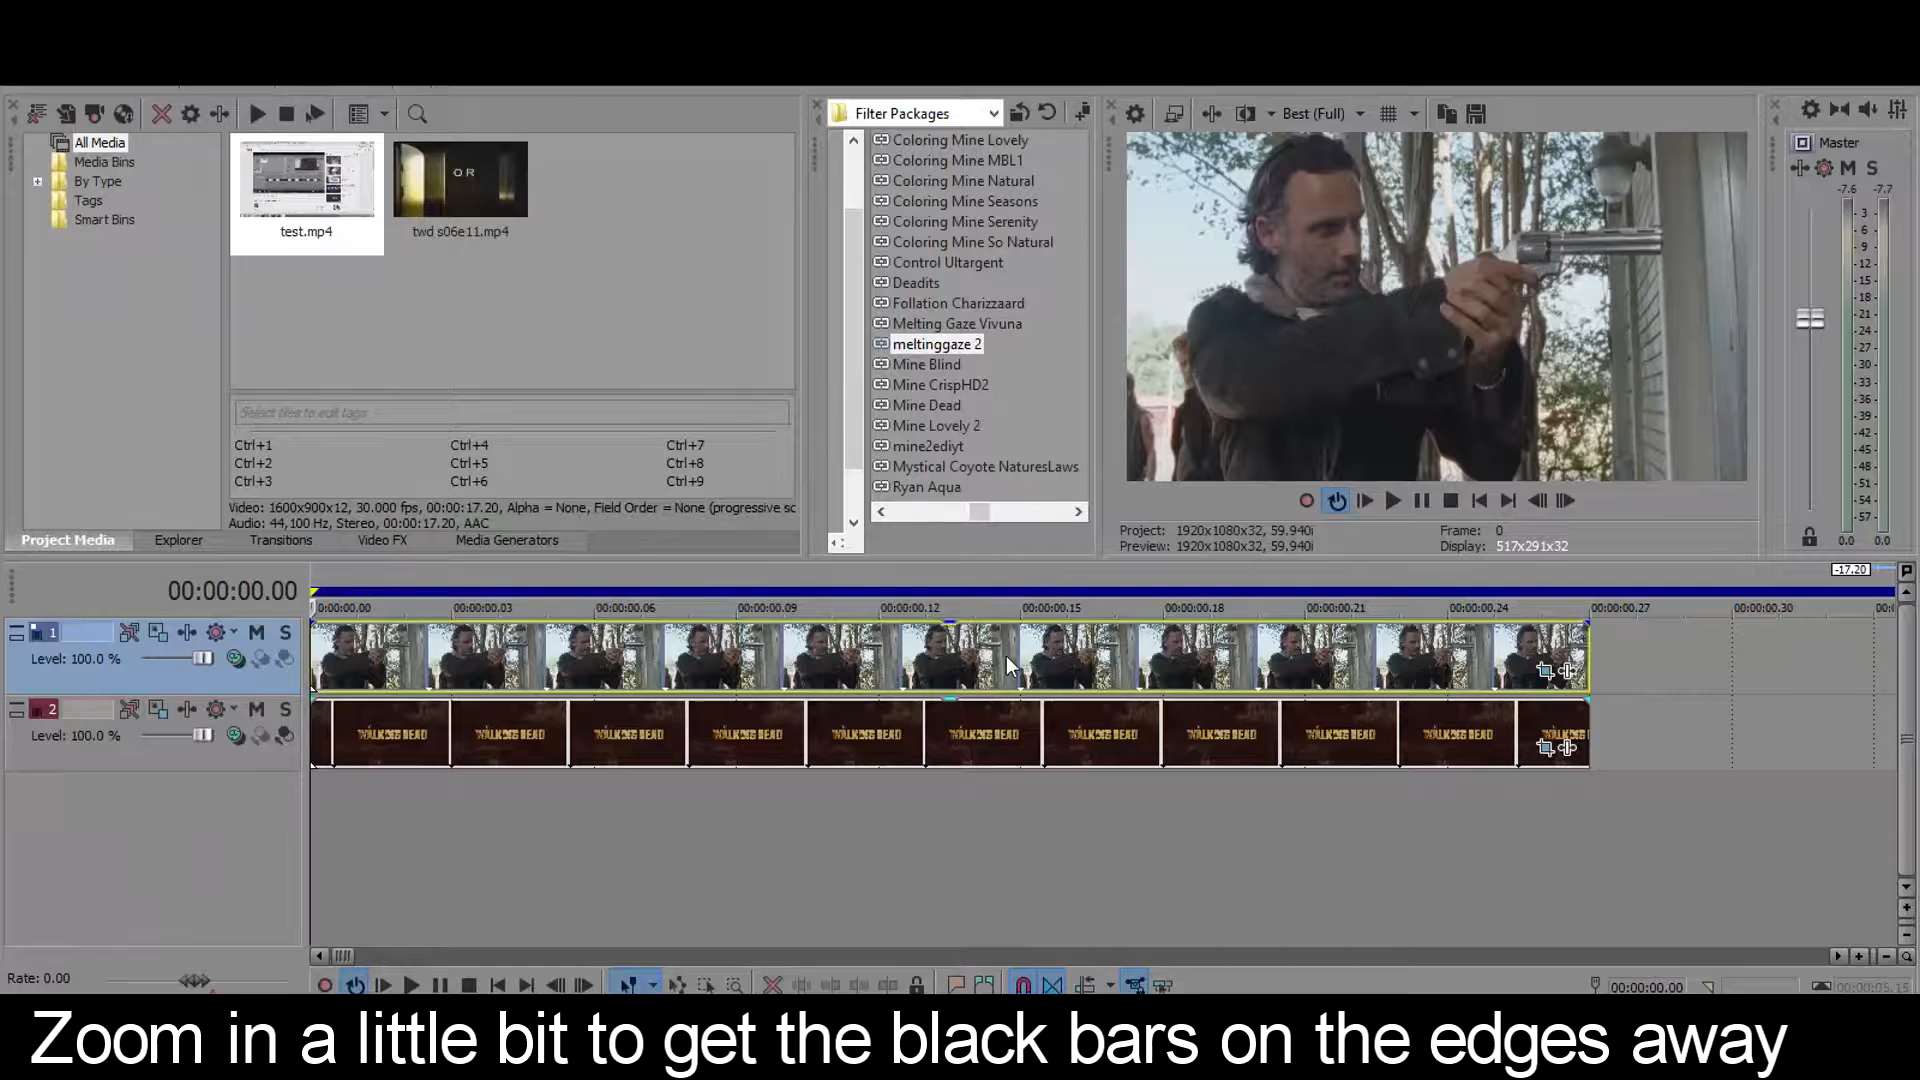 Filter Packages
Best (Full)
All Media
Media Bins
By Type
Tags
Smart Bins
OR
test.mp4
twd s06e11.mp4
Select files to edit tags
Ctrl+1
Ctrl+4
Ctrl+7
Ctrl+2
Ctrl+5
Ctrl+8
Ctrl+3
Ctrl+6
Ctrl+9
Video: 1600x900x12, 30.000 fps, 00:00:17.20, Alpha = None, Field Order = None (progressive sc
Audio: 44,100 Hz, Stereo, 00:00:17.20, AAC
Project Media
Explorer
Transitions
Video FX
Media Generators
Coloring Mine Lovely
Coloring Mine MBL1
Coloring Mine Natural
Coloring Mine Seasons
Coloring Mine Serenity
Coloring Mine So Natural
Control Ultargent
Deadits
Follation Charizzaard
Melting Gaze Vivuna
meltinggaze 2
Mine Blind
Mine CrispHD2
Mine Dead
Mine Lovely 2
mine2ediyt
Mystical Coyote NaturesLaws
Ryan Aqua
Project: 1920x1080x32, 59.940i
Frame: 0
Preview: 1920x1080x32, 59.940i
Display: 517x291x32
Master
M S
-7.6 -7.7
3
6
9
12
15
18
21
24
27
30
33
36
39
42
45
48
51
54
57
0.0 0.0
-17.20
00:00:00.00
0:00:00.00
00:00:00.03
00:00:00.06
00:00:00.09
00:00:00.12
00:00:00.15
00:00:00.18
00:00:00.21
00:00:00.24
00:00:00.27
00:00:00.30
1
M S
Level: 100.0 %
2
M S
Level: 100.0 %
WALKING DEAD
WALKING DEAD
WALKING DEAD
WALKING DEAD
WALKING DEAD
WALKING DEAD
WALKING DEAD
WALKING DEAD
WALKING DEAD
WALKING DEAD
Rate: 0.00
00:00:00.00
00:00:05.15
Zoom in a little bit to get the black bars on the edges away